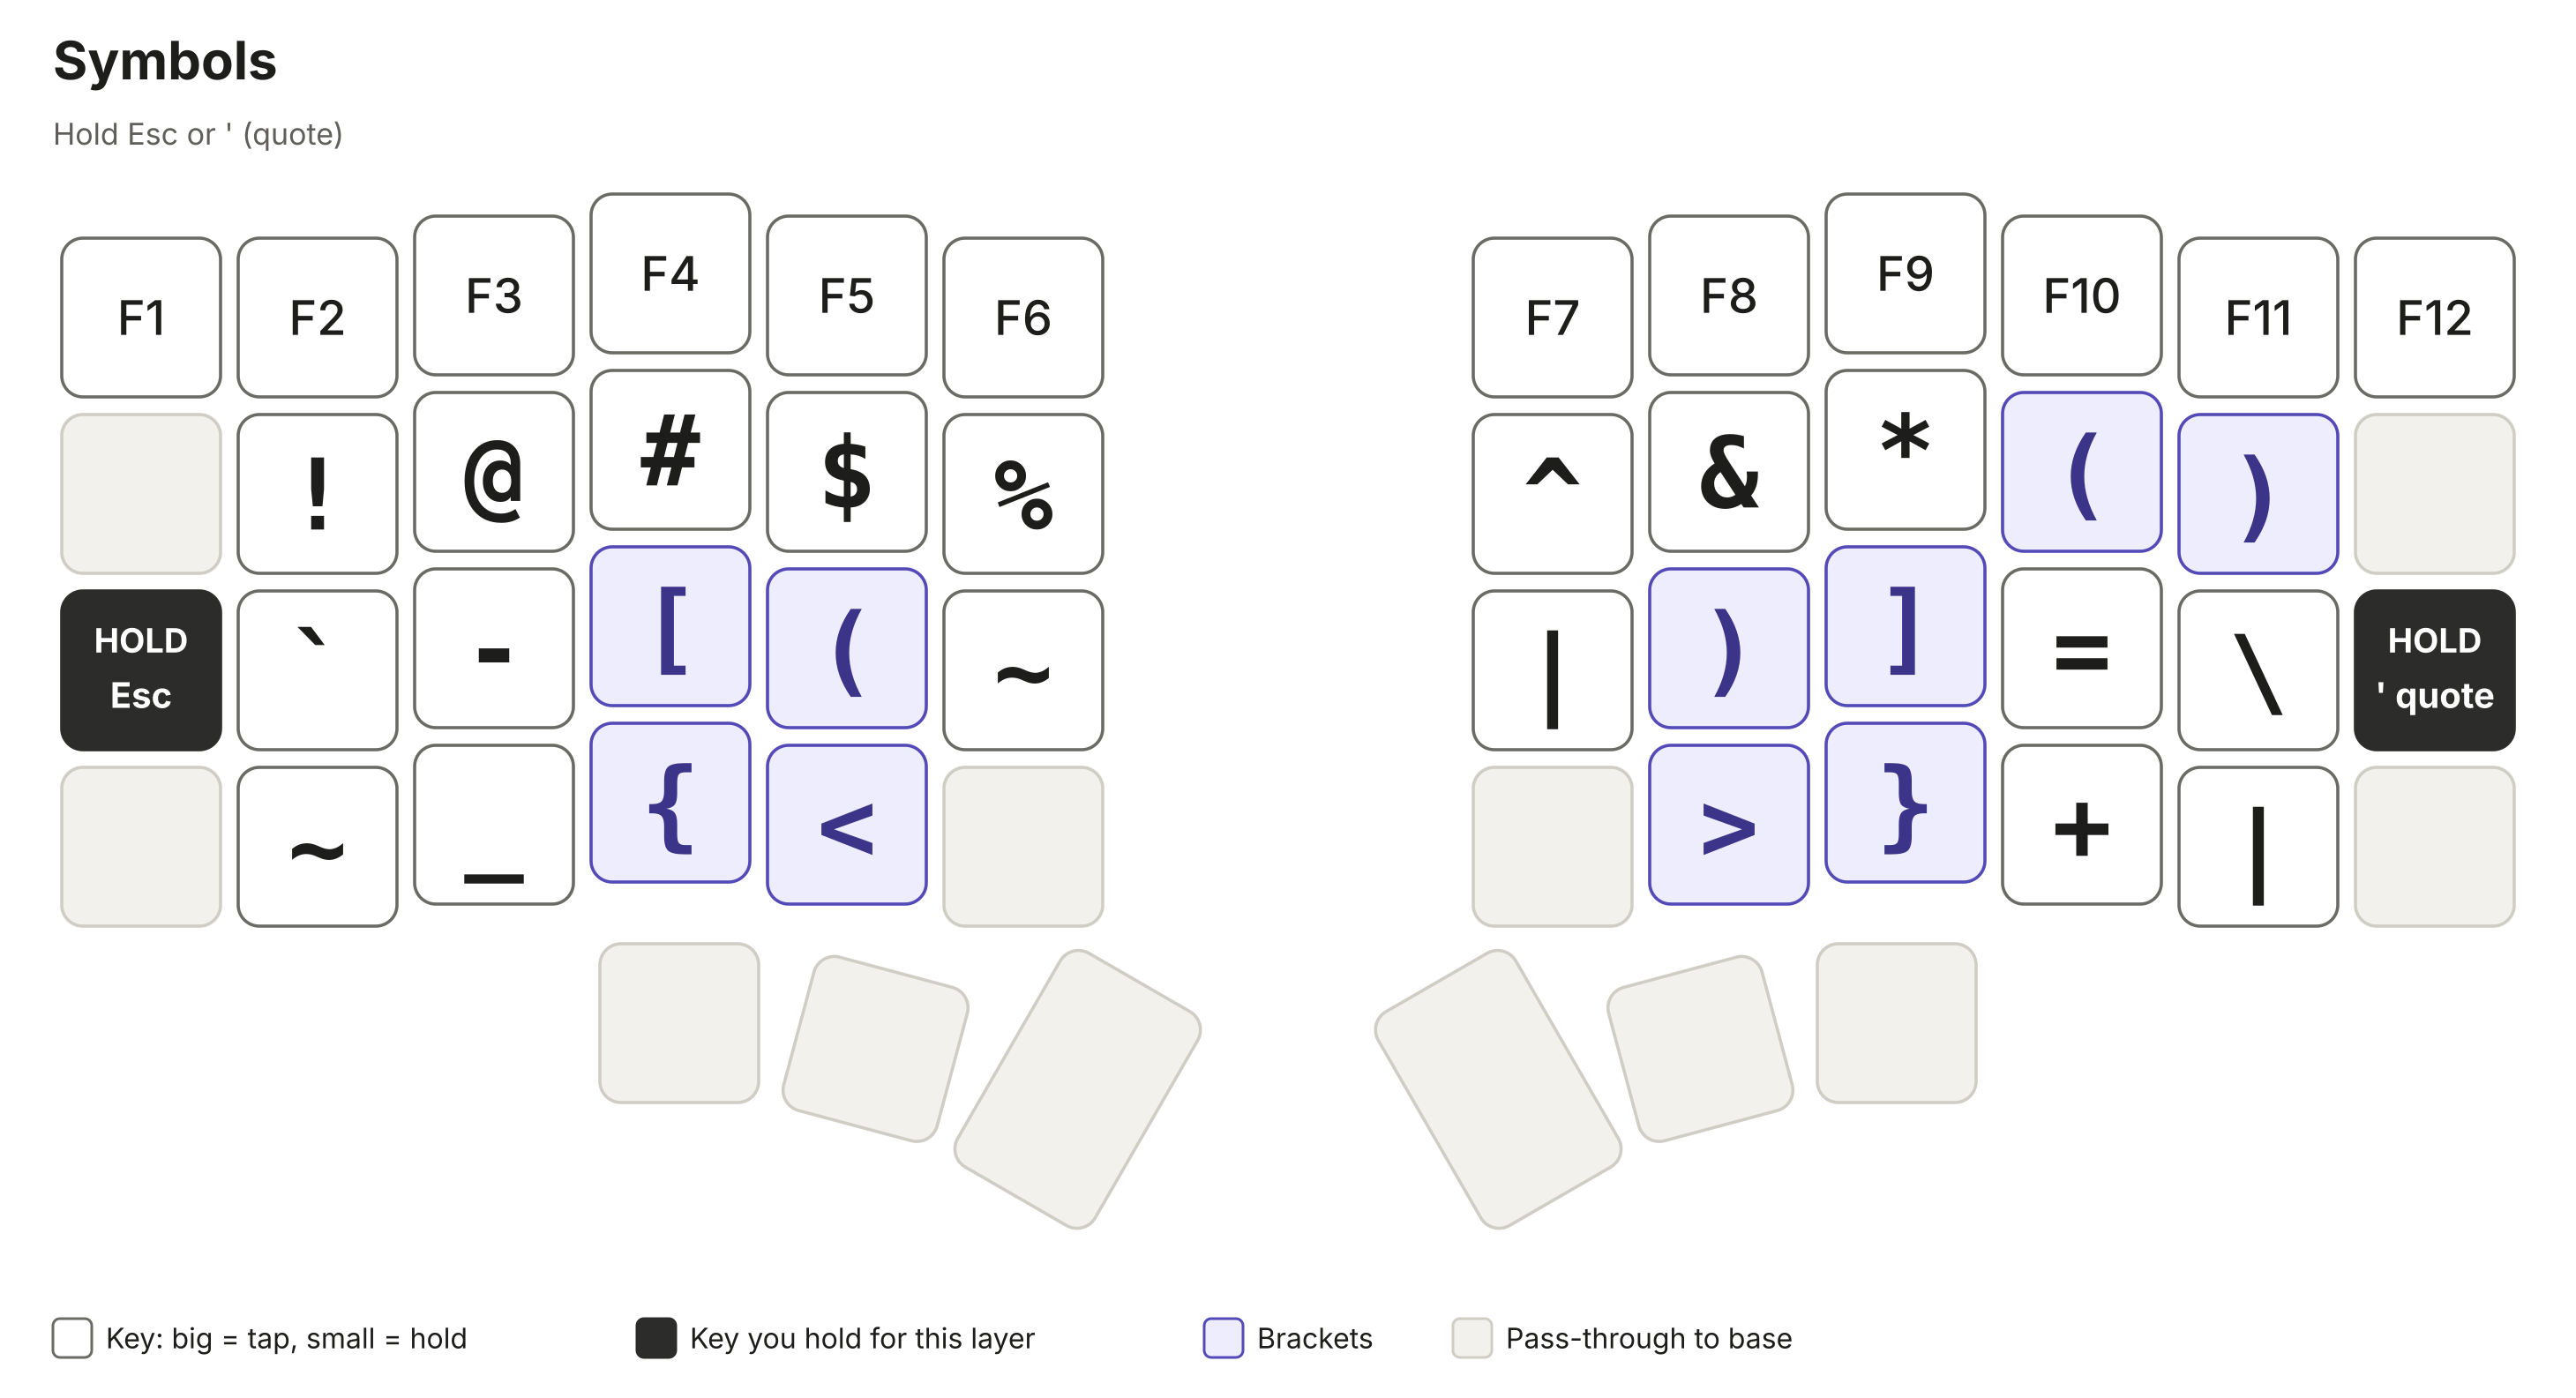 Symbols
Hold Esc or ' (quote)
F1 F2 F3 F4 F5 F6 F7 F8 F9 F10 F11 F12
! @ # $ % ^ & * ( )
HOLD Esc ` - [ ( ~ | ) ] = \ HOLD ' quote
~ _ { < > } + |
Key: big = tap, small = hold
Key you hold for this layer
Brackets
Pass-through to base